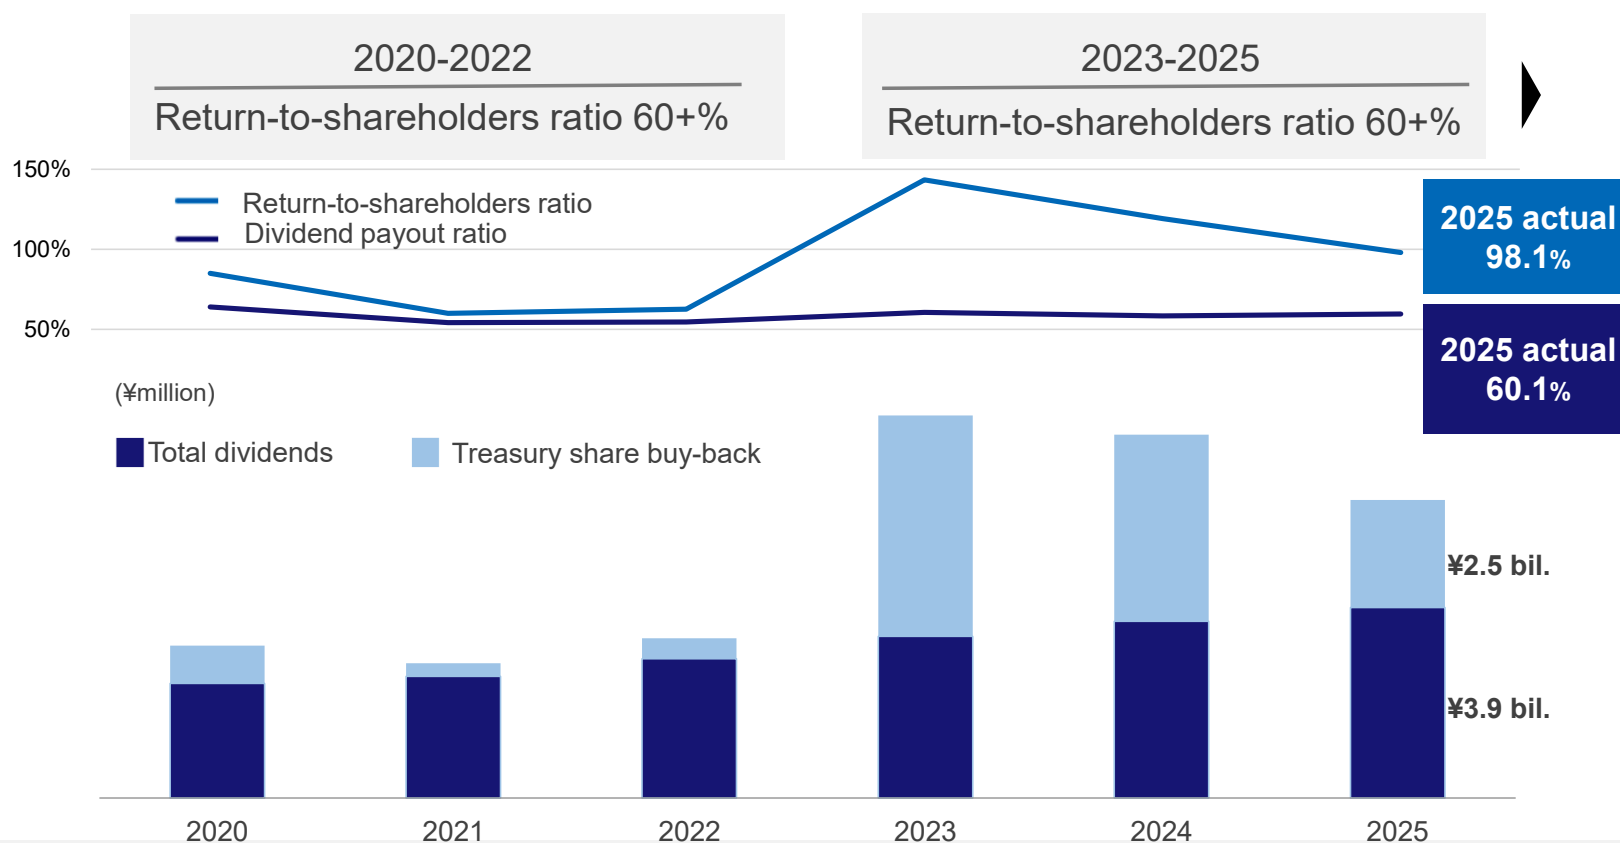 2020-2022
Return-to-shareholders ratio 60+%
2023-2025
Return-to-shareholders ratio 60+%
150%
100%
50%
Return-to-shareholders ratio
Dividend payout ratio
2025 actual
98.1%
2025 actual
60.1%
(¥million)
Total dividends
Treasury share buy-back
¥2.5 bil.
¥3.9 bil.
2020
2021
2022
2023
2024
2025